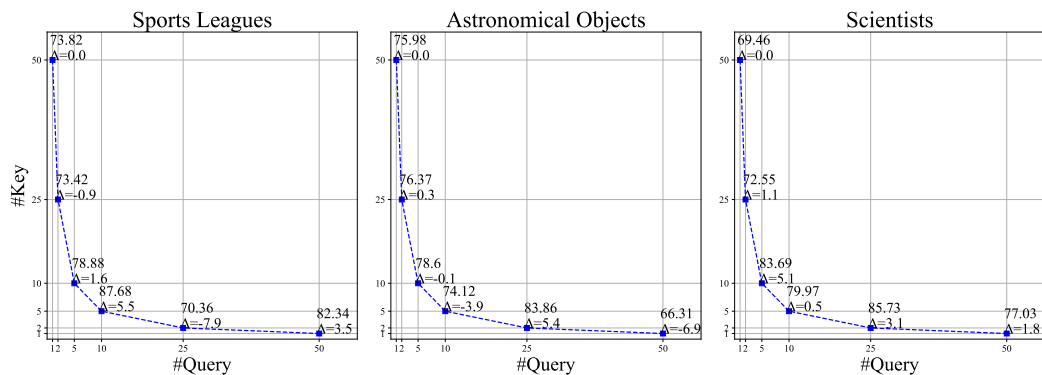 Sports Leagues
73.82
Δ=0.0
73.42
Δ=-0.9
78.88
Δ=1.6
87.68
Δ=5.5
70.36
Δ=-7.9
82.34
Δ=3.5
50
25
10
5
2
1
#Key
1 2 5 10 25 50
#Query
Astronomical Objects
75.98
Δ=0.0
76.37
Δ=0.3
78.6
Δ=-0.1
74.12
Δ=-3.9
83.86
Δ=5.4
66.31
Δ=-6.9
50
25
10
5
2
1
1 2 5 10 25 50
#Query
Scientists
69.46
Δ=0.0
72.55
Δ=1.1
83.69
Δ=5.1
79.97
Δ=0.5
85.73
Δ=3.1
77.03
Δ=1.8
50
25
10
5
2
1
1 2 5 10 25 50
#Query